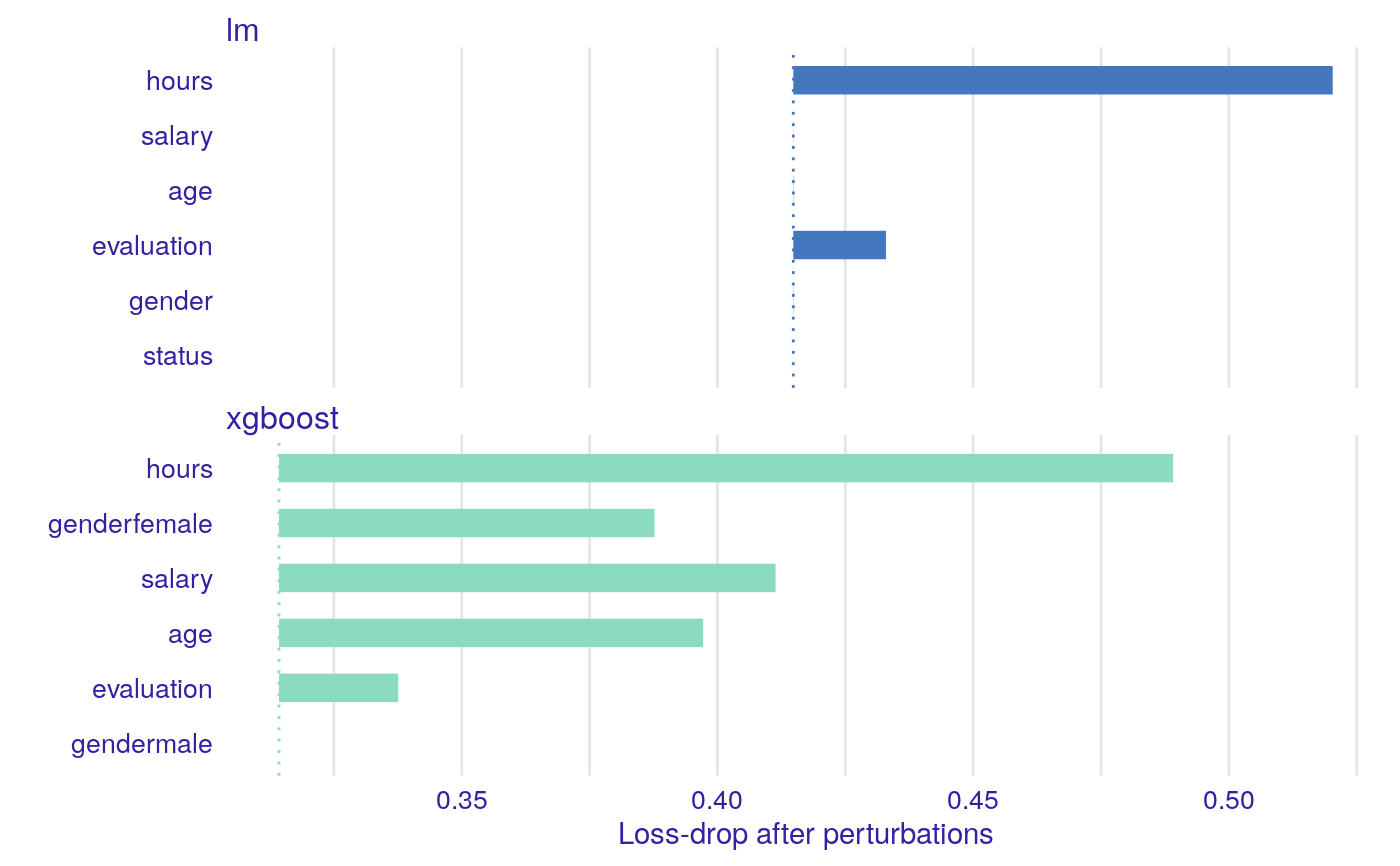 lm
hours
salary
age
evaluation
gender
status
xgboost
hours
genderfemale
salary
age
evaluation
gendermale
0.35 0.40 0.45 0.50
Loss-drop after perturbations